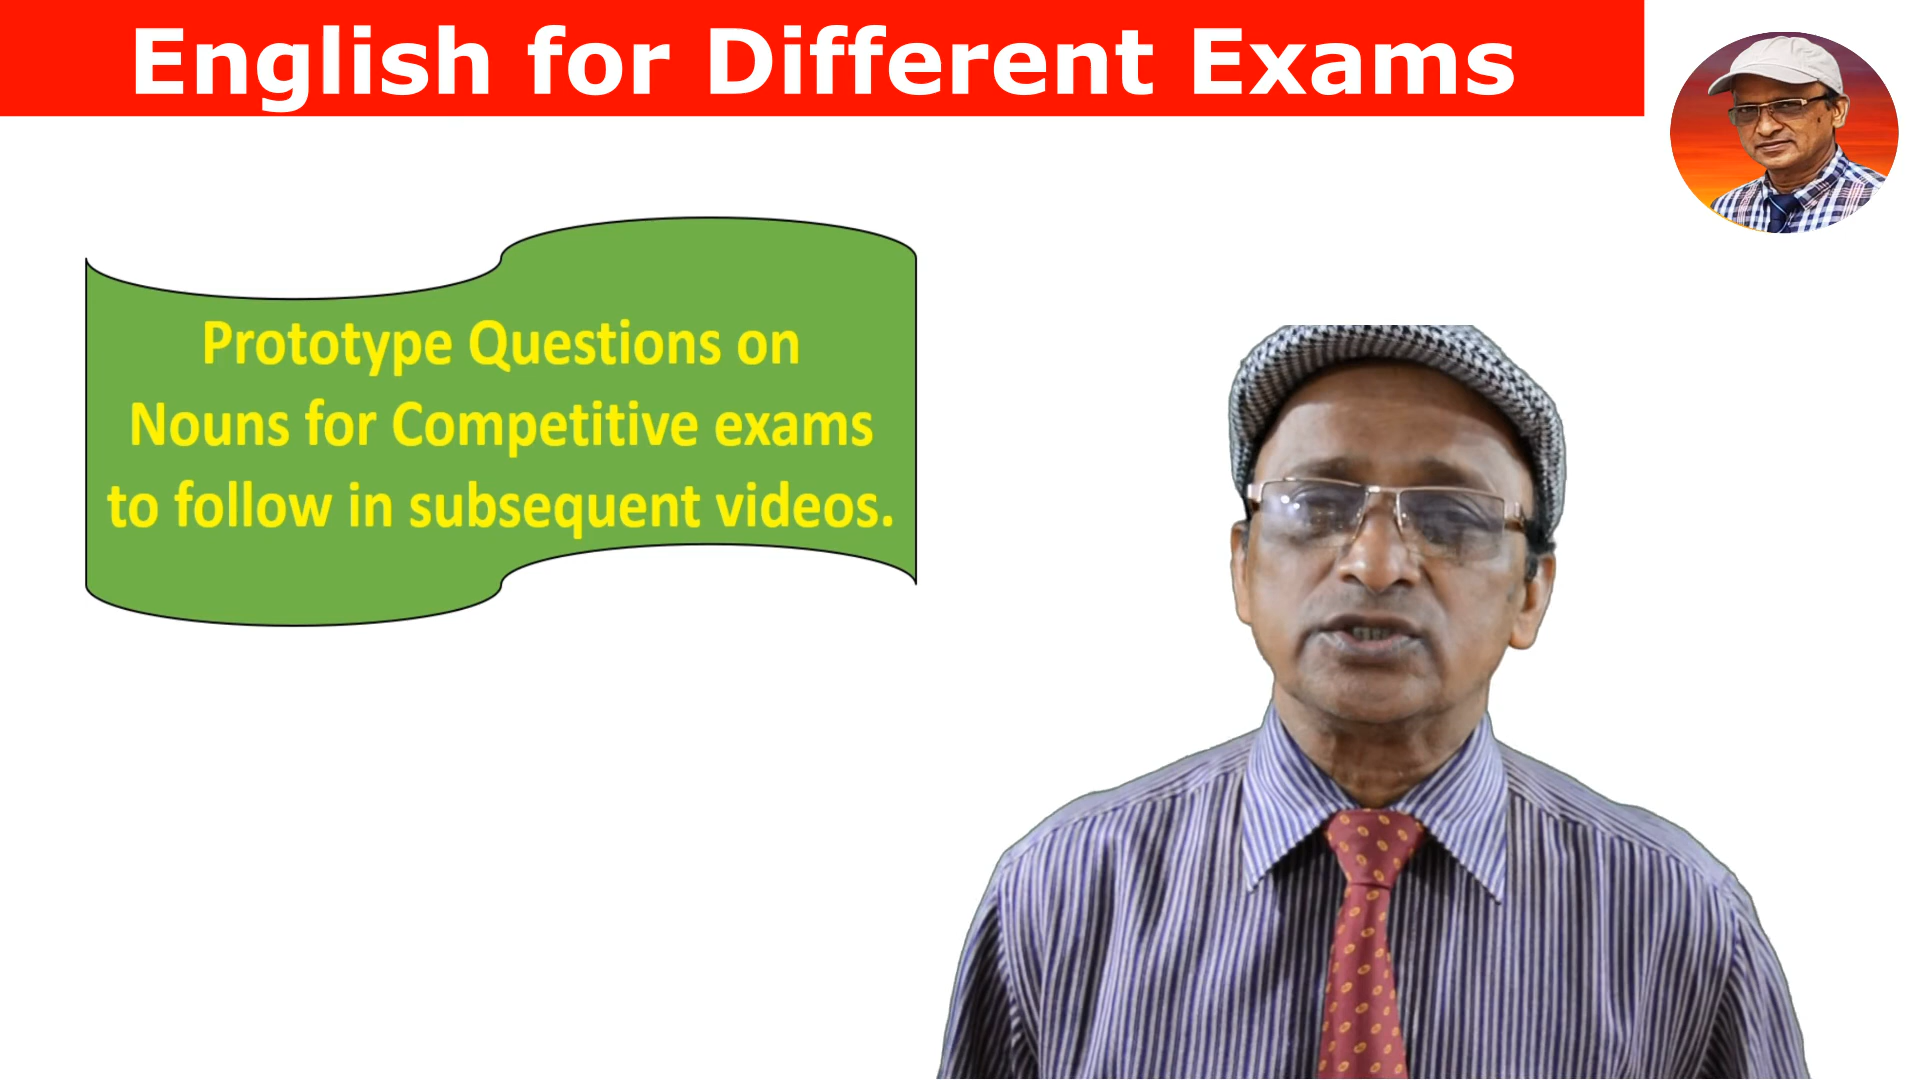 English for Different Exams
Prototype Questions on
Nouns for Competitive exams
to follow in subsequent videos.